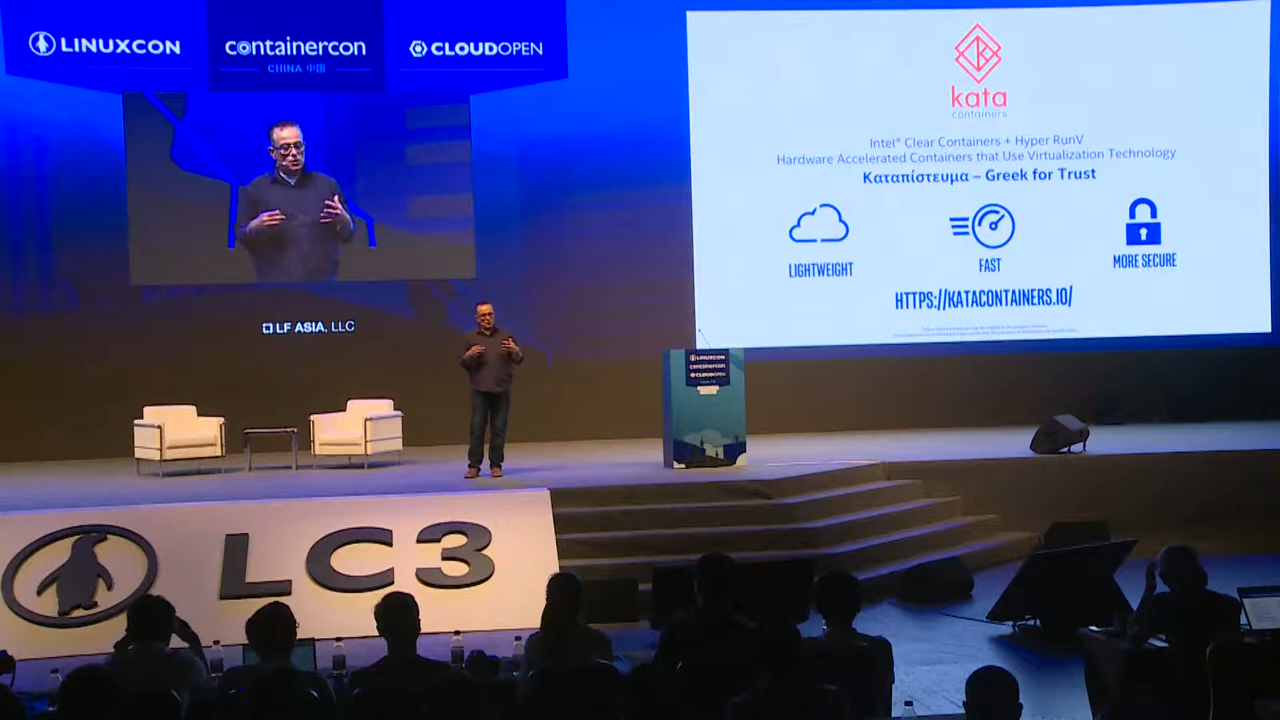 LINUXCON
containercon
CHINA 中国
CLOUDOPEN
LF ASIA, LLC
kata
containers
Intel® Clear Containers + Hyper RunV
Hardware Accelerated Containers that Use Virtualization Technology
Καταπίστευμα – Greek for Trust
LIGHTWEIGHT
FAST
MORE SECURE
HTTPS://KATACONTAINERS.IO/
LINUXCON
containercon
CLOUDOPEN
LC3